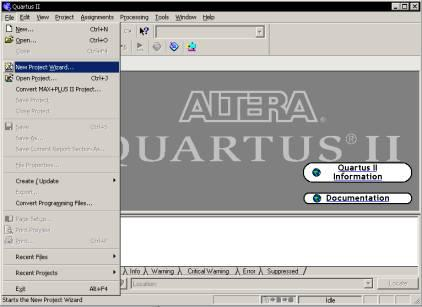 Quartus II
File Edit View Project Assignments Processing Tools Window Help
New... Ctrl+N
Open... Ctrl+O
Close Ctrl+F4
New Project Wizard...
Open Project... Ctrl+J
Convert MAX+PLUS II Project...
Save Project
Close Project
Save Ctrl+S
Save As...
Save Current Report Section As...
File Properties...
Create / Update
Export...
Convert Programming Files...
Page Setup...
Print Preview
Print... Ctrl+P
Recent Files
Recent Projects
Exit Alt+F4
ALTERA
QUARTUS® II
Quartus II
Information
Documentation
Info Warning Critical Warning Error Suppressed
Location:
Locate
Starts the New Project Wizard
Idle